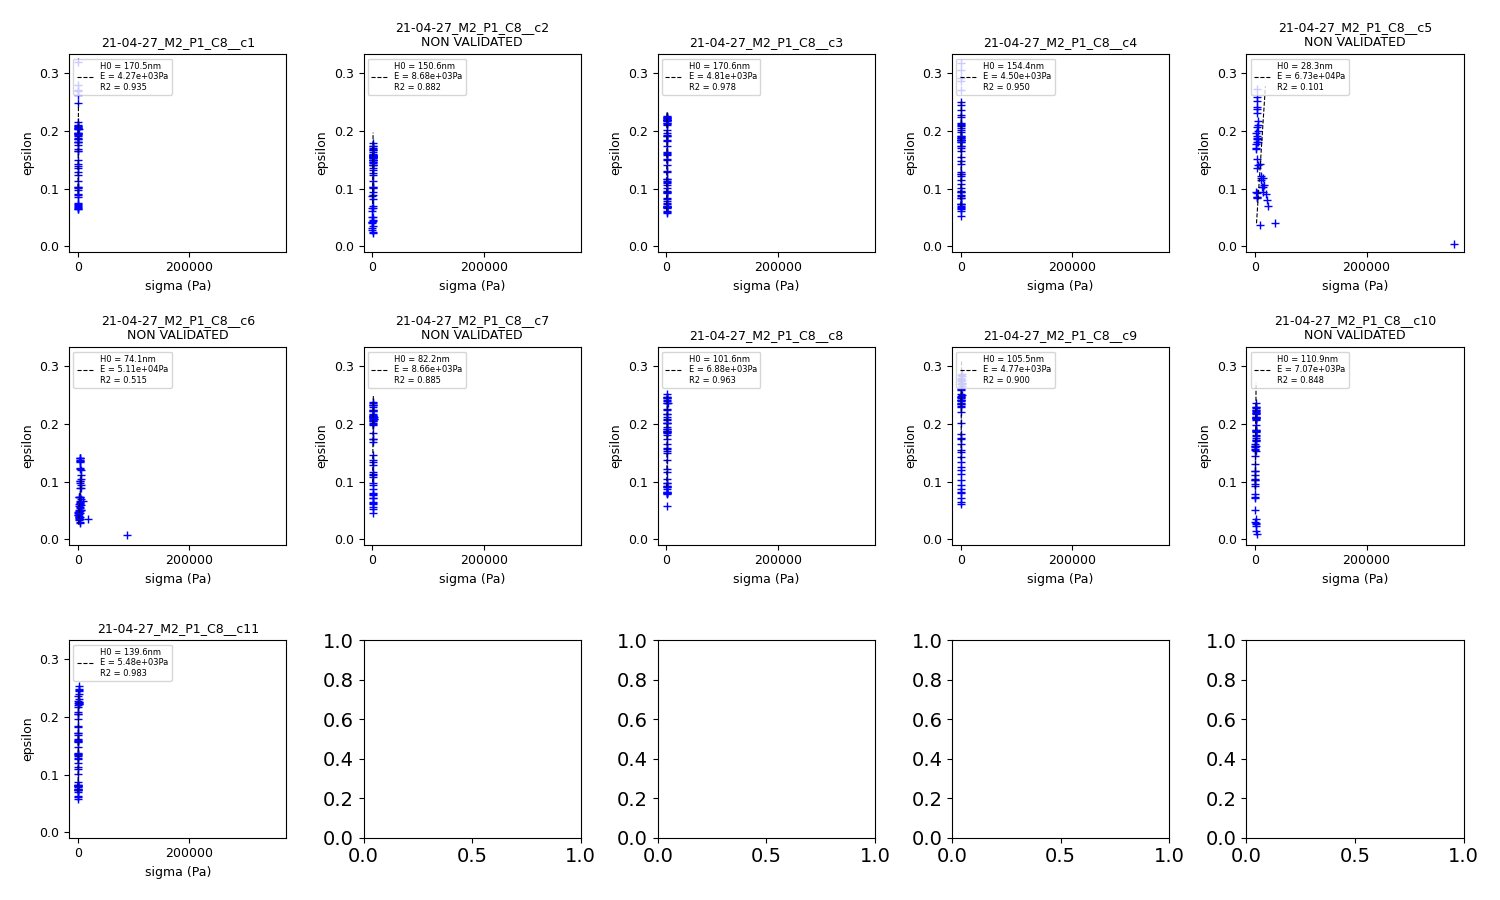 21-04-27_M2_P1_C8__c1
H0 = 170.5nm
E = 4.27e+03Pa
R2 = 0.935
0.3
0.2
0.1
0.0
epsilon
0
200000
sigma (Pa)
21-04-27_M2_P1_C8__c2
NON VALIDATED
H0 = 150.6nm
E = 8.68e+03Pa
R2 = 0.882
0.3
0.2
0.1
0.0
epsilon
0
200000
sigma (Pa)
21-04-27_M2_P1_C8__c3
H0 = 170.6nm
E = 4.81e+03Pa
R2 = 0.978
0.3
0.2
0.1
0.0
epsilon
0
200000
sigma (Pa)
21-04-27_M2_P1_C8__c4
H0 = 154.4nm
E = 4.50e+03Pa
R2 = 0.950
0.3
0.2
0.1
0.0
epsilon
0
200000
sigma (Pa)
21-04-27_M2_P1_C8__c5
NON VALIDATED
H0 = 28.3nm
E = 6.73e+04Pa
R2 = 0.101
0.3
0.2
0.1
0.0
epsilon
0
200000
sigma (Pa)
21-04-27_M2_P1_C8__c6
NON VALIDATED
H0 = 74.1nm
E = 5.11e+04Pa
R2 = 0.515
0.3
0.2
0.1
0.0
epsilon
0
200000
sigma (Pa)
21-04-27_M2_P1_C8__c7
NON VALIDATED
H0 = 82.2nm
E = 8.66e+03Pa
R2 = 0.885
0.3
0.2
0.1
0.0
epsilon
0
200000
sigma (Pa)
21-04-27_M2_P1_C8__c8
H0 = 101.6nm
E = 6.88e+03Pa
R2 = 0.963
0.3
0.2
0.1
0.0
epsilon
0
200000
sigma (Pa)
21-04-27_M2_P1_C8__c9
H0 = 105.5nm
E = 4.77e+03Pa
R2 = 0.900
0.3
0.2
0.1
0.0
epsilon
0
200000
sigma (Pa)
21-04-27_M2_P1_C8__c10
NON VALIDATED
H0 = 110.9nm
E = 7.07e+03Pa
R2 = 0.848
0.3
0.2
0.1
0.0
epsilon
0
200000
sigma (Pa)
21-04-27_M2_P1_C8__c11
H0 = 139.6nm
E = 5.48e+03Pa
R2 = 0.983
0.3
0.2
0.1
0.0
epsilon
0
200000
sigma (Pa)
1.0
0.8
0.6
0.4
0.2
0.0
0.0
0.5
1.0
1.0
0.8
0.6
0.4
0.2
0.0
0.0
0.5
1.0
1.0
0.8
0.6
0.4
0.2
0.0
0.0
0.5
1.0
1.0
0.8
0.6
0.4
0.2
0.0
0.0
0.5
1.0